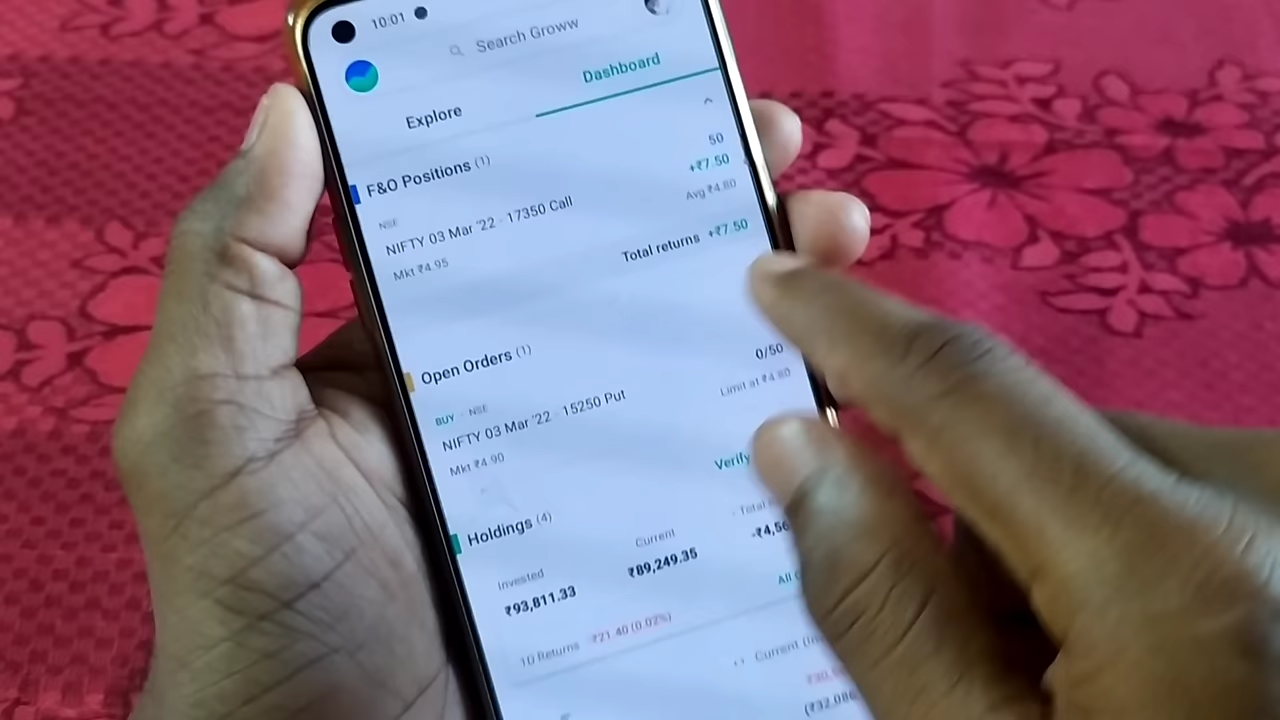 10:01
Search Groww
Explore
Dashboard
F&O Positions (1)
50
NSE
+₹7.50
NIFTY 03 Mar '22 · 17350 Call
Avg ₹4.80
Mkt ₹4.95
Total returns +₹7.50
Open Orders (1)
BUY NSE
0/50
NIFTY 03 Mar '22 · 15250 Put
Limit at ₹4.80
Mkt ₹4.90
Verify
Holdings (4)
Invested
Current
₹93,811.33
₹89,249.35
-₹4,56
All
1D Returns ₹21.40 (0.02%)
Current
(₹32,086